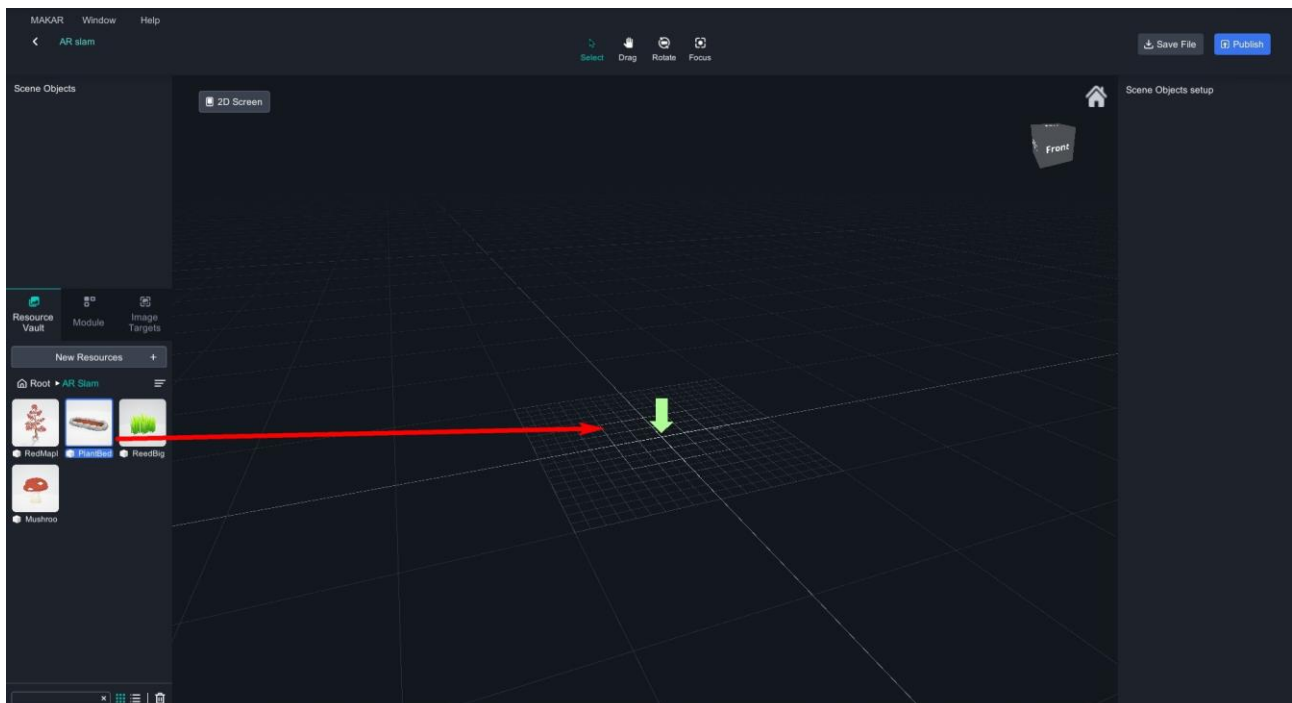 MAKAR Window Help
AR slam
Select Drag Rotate Focus
Save File Publish
Scene Objects
2D Screen
Scene Objects setup
Front
Resource Vault
Module
Image Targets
New Resources +
Root AR Slam
RedMapl PlantBed ReedBig
Mushroo